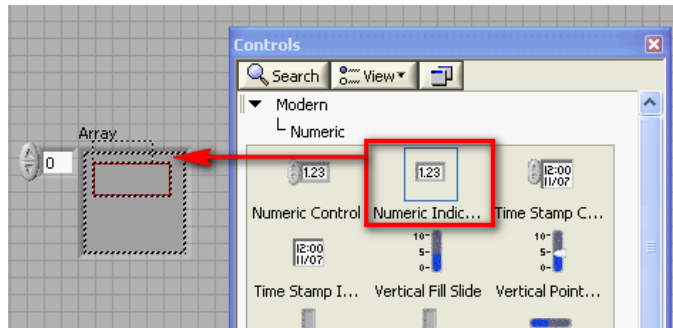 Controls
Search View
Modern
Numeric
Array
0
1.23 1.23 12:00 11/07
Numeric Control Numeric Indic... Time Stamp C...
12:00 11/07 10- 5- 0- 10- 5- 0-
Time Stamp I... Vertical Fill Slide Vertical Point...